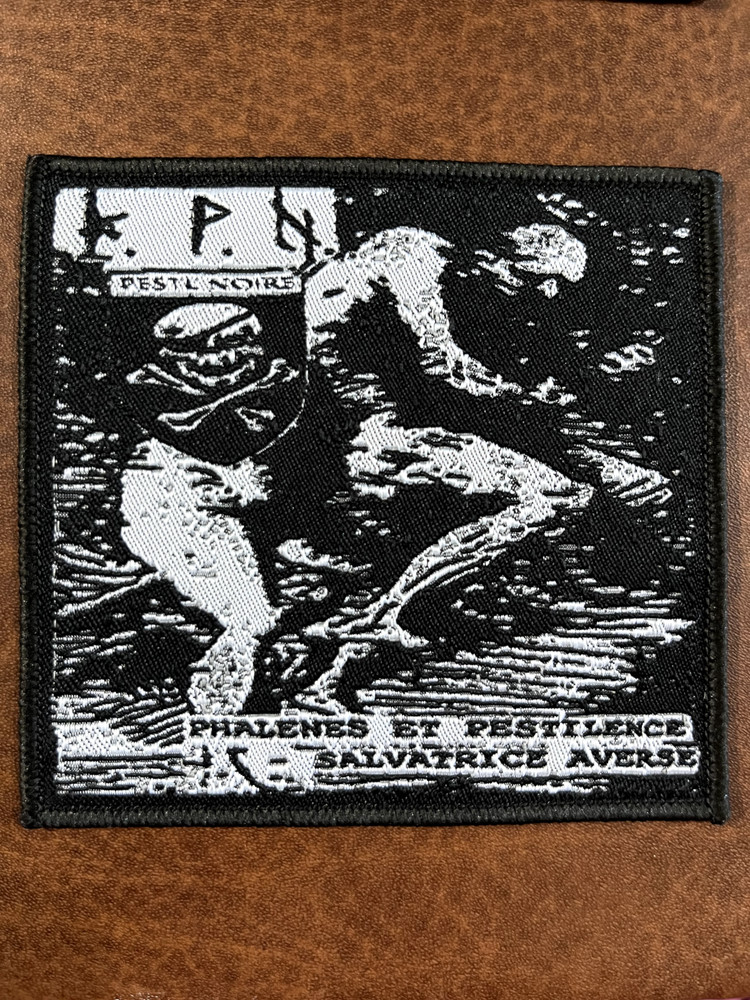 K. P. N.
PESTE NOIRE
PHALENES ET PESTILENCE
- SALVATRICE AVERSE